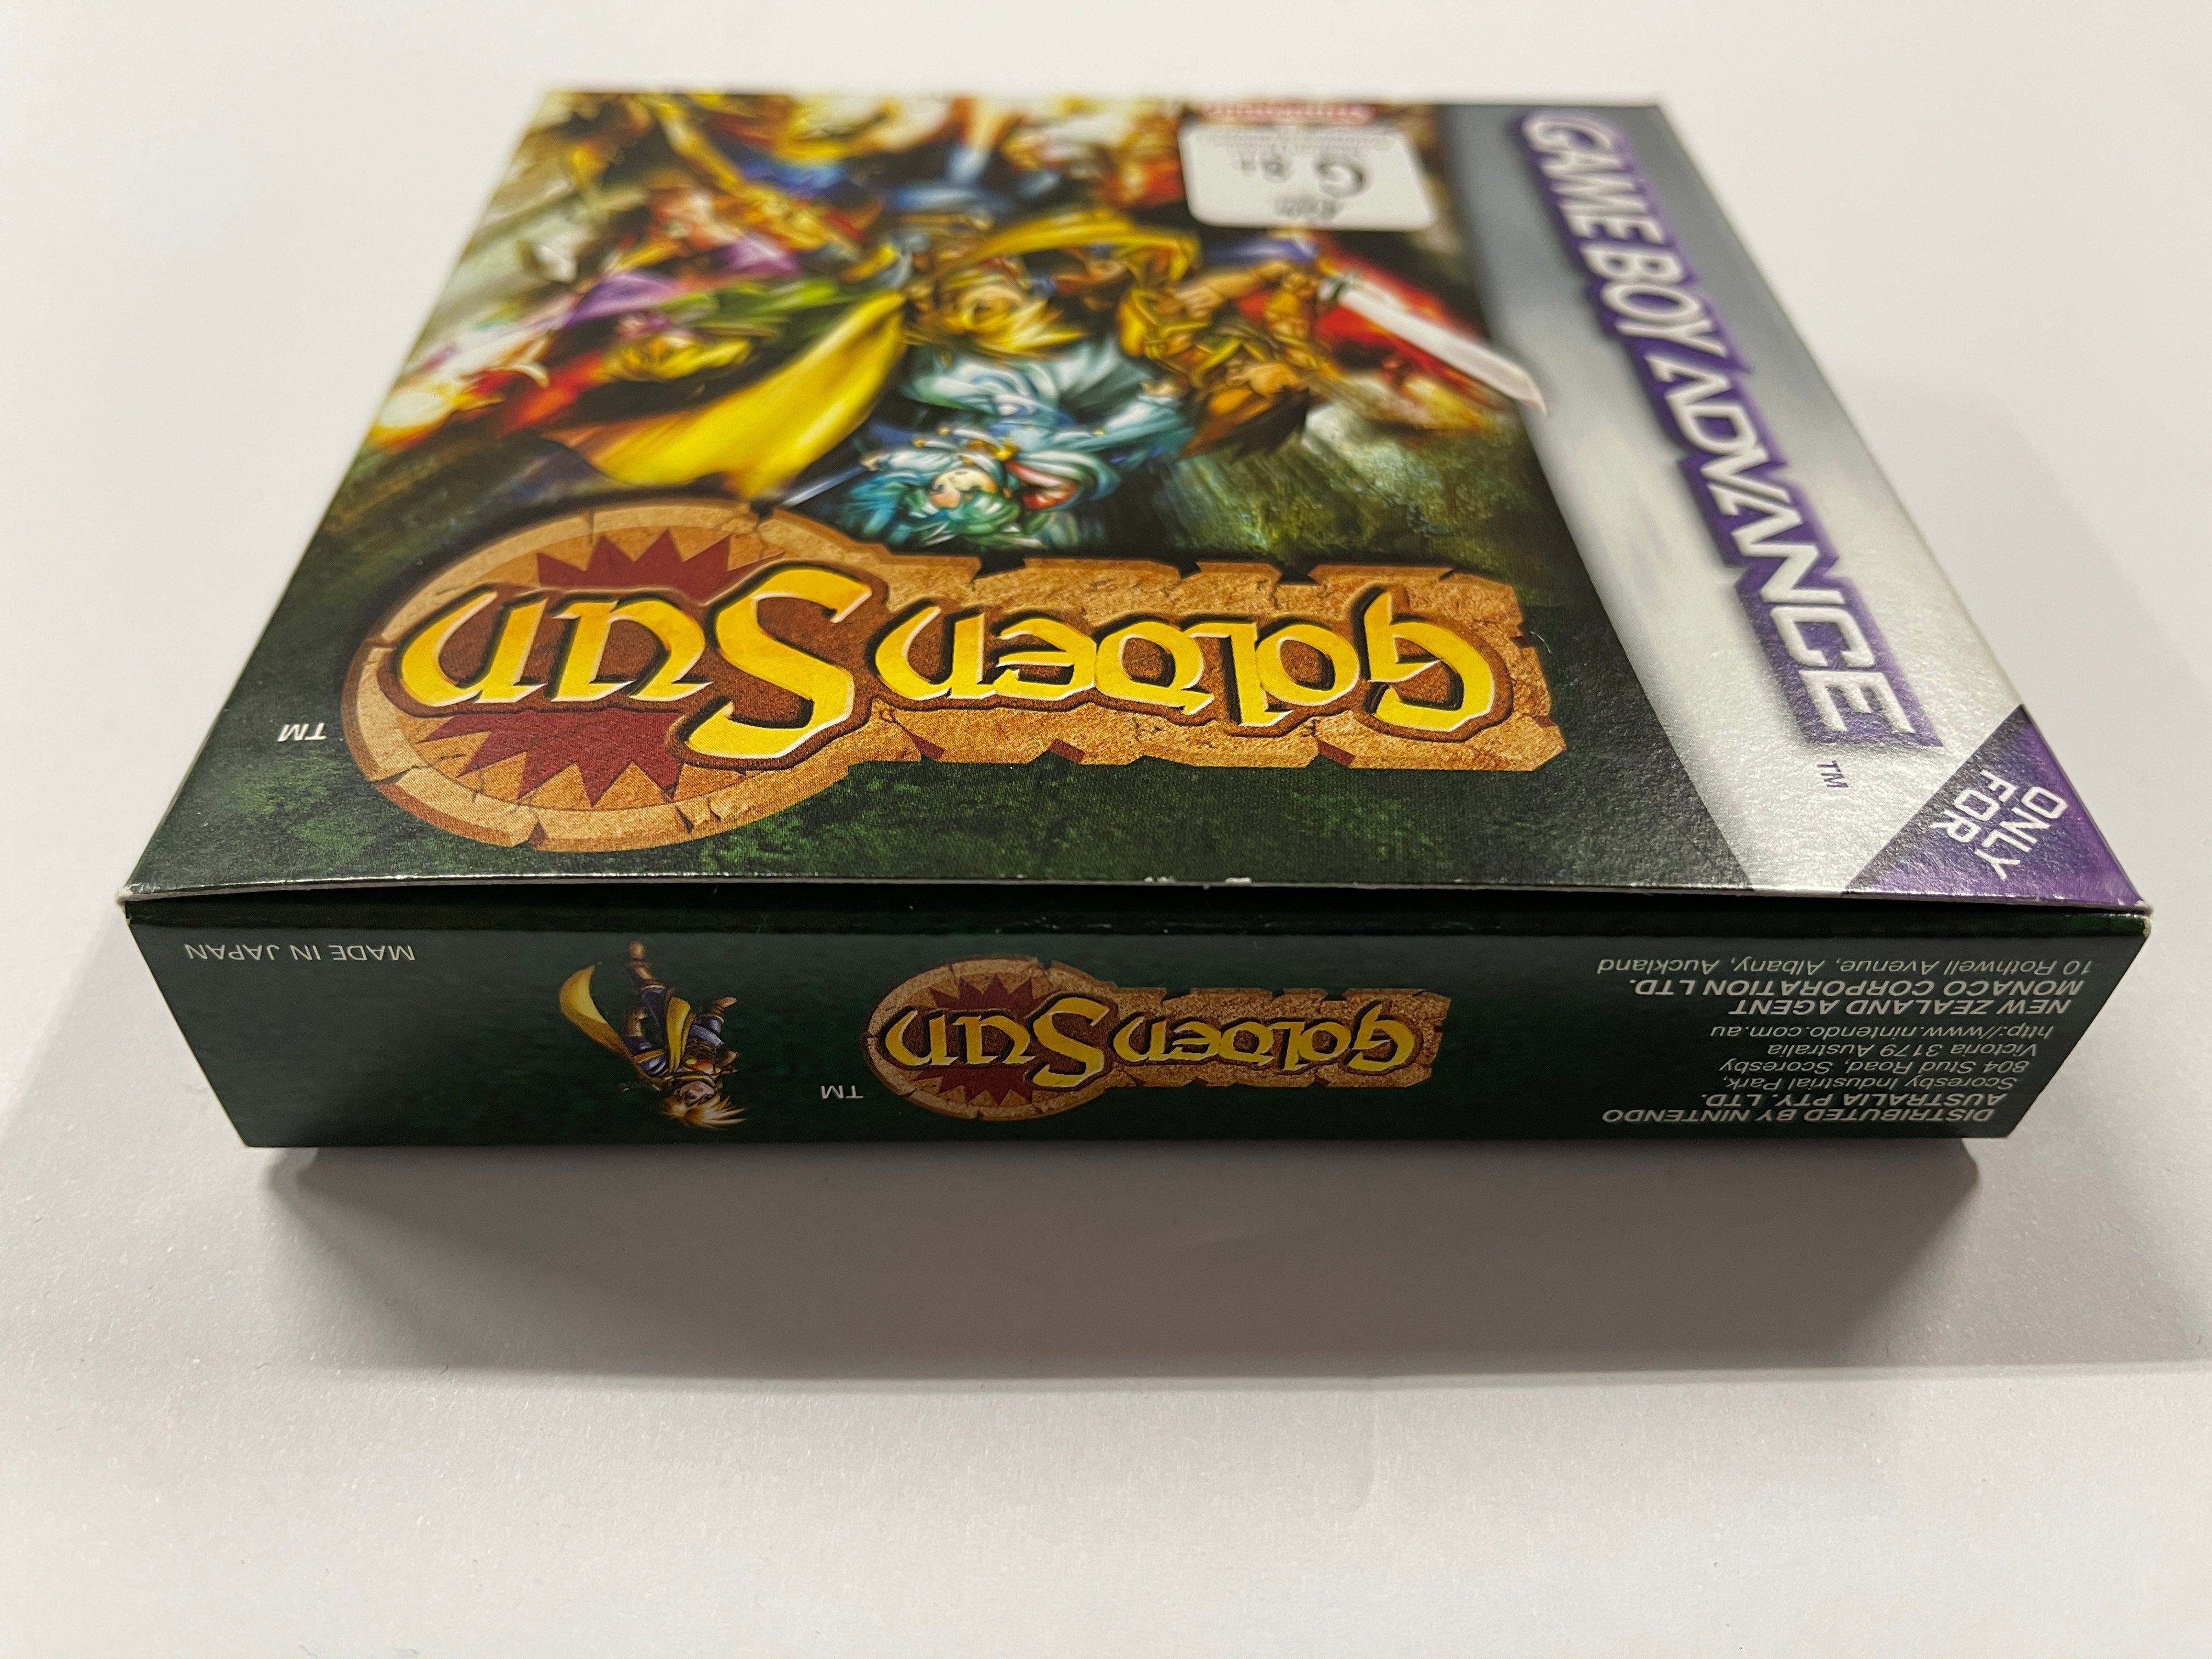 GAME BOY ADVANCE
TM
ONLY
FOR
G 8+
Golden Sun
TM
DISTRIBUTED BY NINTENDO
AUSTRALIA PTY. LTD.
Scoresby Industrial Park,
804 Stud Road, Scoresby
Victoria 3179 Australia
http://www.nintendo.com.au
NEW ZEALAND AGENT
MONACO CORPORATION LTD.
10 Rothwell Avenue, Albany, Auckland
Golden Sun
TM
MADE IN JAPAN